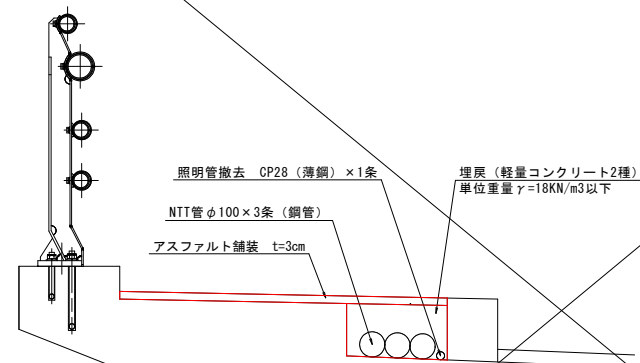 照明管撤去 CP28（薄鋼）×1条
埋戻（軽量コンクリート2種）
単位重量γ=18KN/m3以下
NTT管φ100×3条（鋼管）
アスファルト舗装 t=3cm